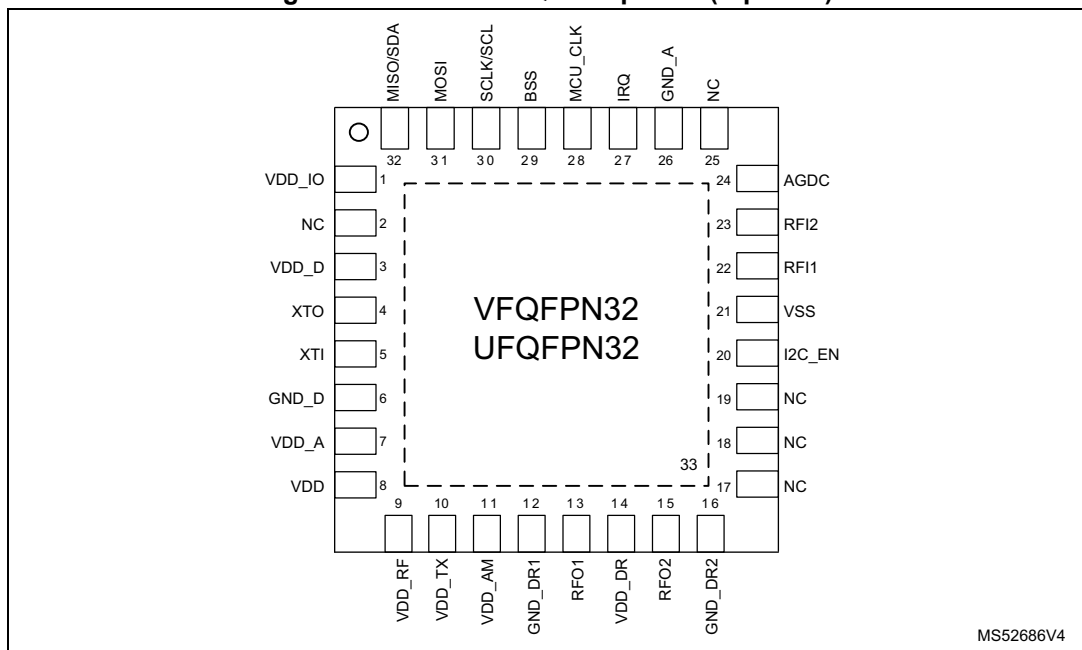 MISO/SDA
MOSI
SCLK/SCL
BSS
MCU_CLK
IRQ
GND_A
NC
32
31
30
29
28
27
26
25
VDD_IO 1
NC 2
VDD_D 3
XTO 4
XTI 5
GND_D 6
VDD_A 7
VDD 8
VFQFPN32
UFQFPN32
24 AGDC
23 RFI2
22 RFI1
21 VSS
20 I2C_EN
19 NC
18 NC
17 NC
33
9
10
11
12
13
14
15
16
VDD_RF
VDD_TX
VDD_AM
GND_DR1
RFO1
VDD_DR
RFO2
GND_DR2
MS52686V4